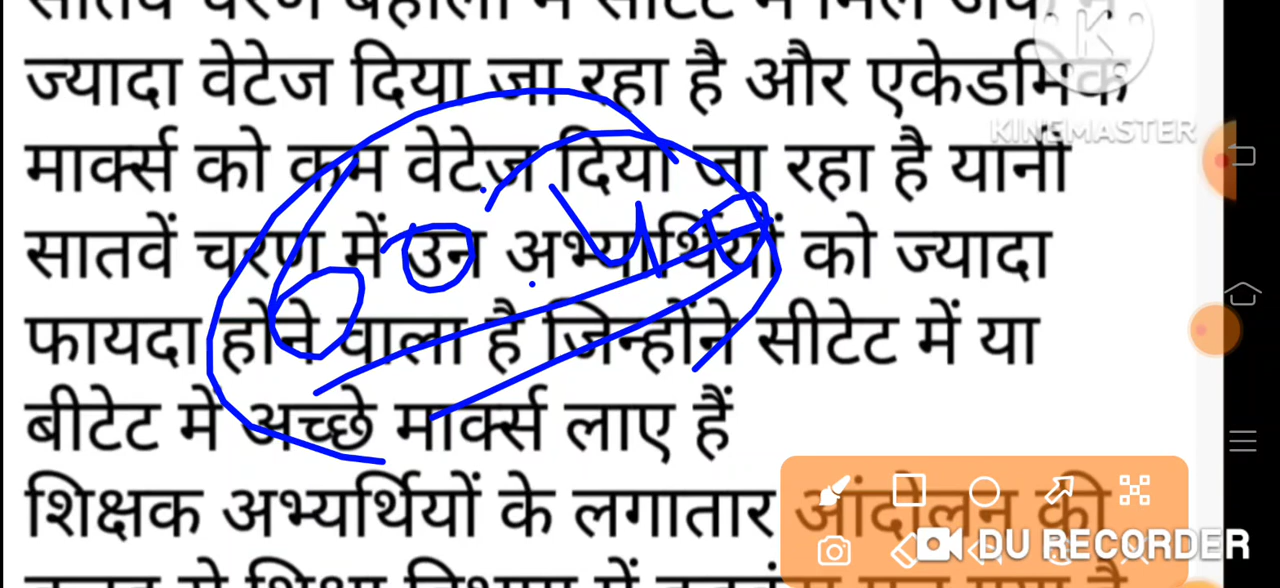 ज्यादा वेटेज दिया जा रहा है और एकेडमिक
KINEMASTER
मार्क्स को कम वेटेज दिया जा रहा है यानी
सातवें चरण में उन अभ्यर्थियों को ज्यादा
फायदा होने वाला है जिन्होंने सीटेट में या
बीटेट में अच्छे मार्क्स लाए हैं
शिक्षक अभ्यर्थियों के लगातार आंदोलन की
DU RECORDER